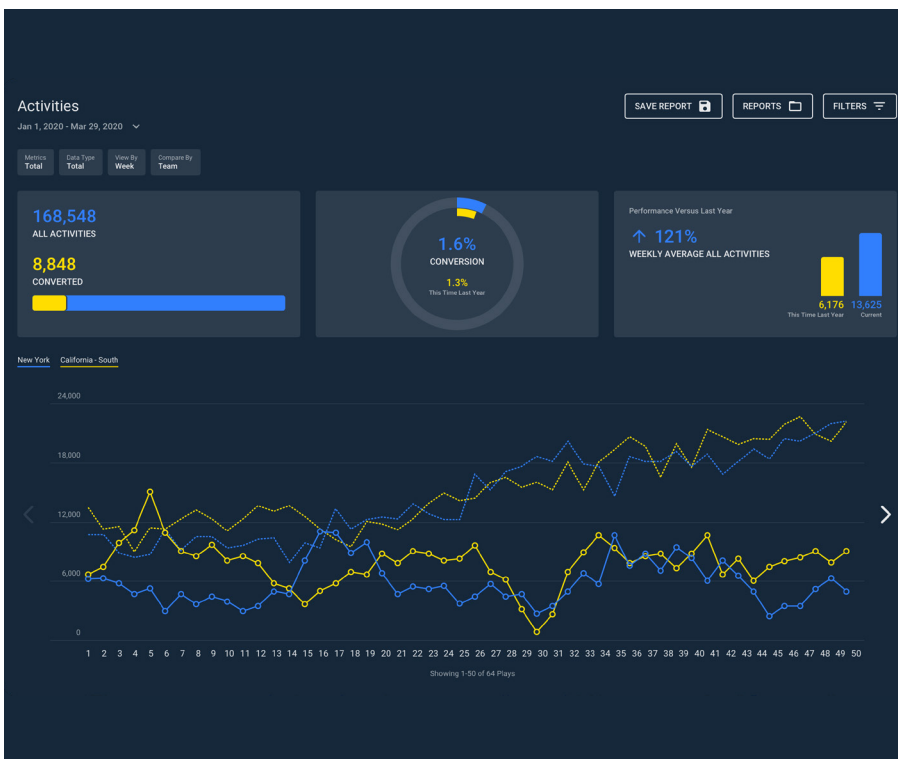 Activities
SAVE REPORT
REPORTS
FILTERS
Jan 1, 2020 - Mar 29, 2020
Metrics
Total
Data Type
Total
View By
Week
Compare By
Team
168,548
ALL ACTIVITIES
8,848
CONVERTED
1.6%
CONVERSION
1.3%
This Time Last Year
Performance Versus Last Year
121%
WEEKLY AVERAGE ALL ACTIVITIES
6,176 13,625
This Time Last Year Current
New York California - South
24,000
18,000
12,000
6,000
0
1 2 3 4 5 6 7 8 9 10 11 12 13 14 15 16 17 18 19 20 21 22 23 24 25 26 27 28 29 30 31 32 33 34 35 36 37 38 39 40 41 42 43 44 45 46 47 48 49 50
Showing 1-50 of 64 Plays